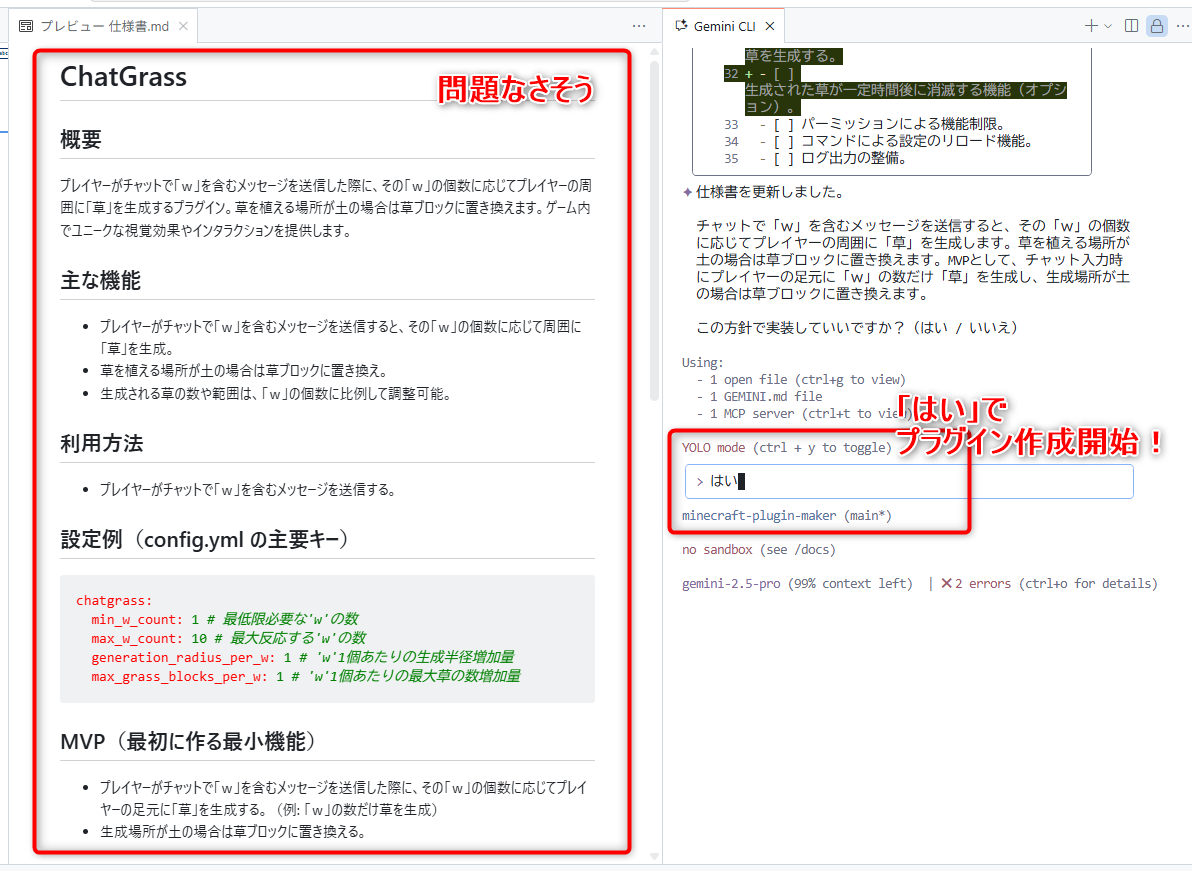 プレビュー 仕様書.md
ChatGrass
問題なさそう
概要
プレイヤーがチャットで「ｗ」を含むメッセージを送信した際に、その「ｗ」の個数に応じてプレイヤーの周
囲に「草」を生成するプラグイン。草を植える場所が土の場合は草ブロックに置き換えます。ゲーム内
でユニークな視覚効果やインタラクションを提供します。
主な機能
プレイヤーがチャットで「ｗ」を含むメッセージを送信すると、その「ｗ」の個数に応じて周囲に
「草」を生成。
草を植える場所が土の場合は草ブロックに置き換え。
生成される草の数や範囲は、「ｗ」の個数に比例して調整可能。
利用方法
プレイヤーがチャットで「ｗ」を含むメッセージを送信する。
設定例（config.yml の主要キー）
chatgrass:
min_w_count: 1 # 最低限必要な'w'の数
max_w_count: 10 # 最大反応する'w'の数
generation_radius_per_w: 1 # 'w'1個あたりの生成半径増加量
max_grass_blocks_per_w: 1 # 'w'1個あたりの最大草の数増加量
MVP（最初に作る最小機能）
プレイヤーがチャットで「ｗ」を含むメッセージを送信した際に、その「ｗ」の個数に応じてプレイ
ヤーの足元に「草」を生成する。（例: 「ｗ」の数だけ草を生成）
生成場所が土の場合は草ブロックに置き換える。
Gemini CLI
草を生成する。
32 + - [ ]
生成された草が一定時間後に消滅する機能（オプシ
ョン）。
33 - [ ] パーミッションによる機能制限。
34 - [ ] コマンドによる設定のリロード機能。
35 - [ ] ログ出力の整備。
✦ 仕様書を更新しました。
チャットで「ｗ」を含むメッセージを送信すると、その「ｗ」の個数
に応じてプレイヤーの周囲に「草」を生成します。草を植える場所が
土の場合は草ブロックに置き換えます。MVPとして、チャット入力時
にプレイヤーの足元に「ｗ」の数だけ「草」を生成し、生成場所が土
の場合は草ブロックに置き換えます。
この方針で実装していいですか？（はい / いいえ）
Using:
- 1 open file (ctrl+g to view)
- 1 GEMINI.md file
- 1 MCP server (ctrl+t to view)
「はい」で
プラグイン作成開始！
YOLO mode (ctrl + y to toggle)
> はい
minecraft-plugin-maker (main*)
no sandbox (see /docs)
gemini-2.5-pro (99% context left) | ✕2 errors (ctrl+o for details)